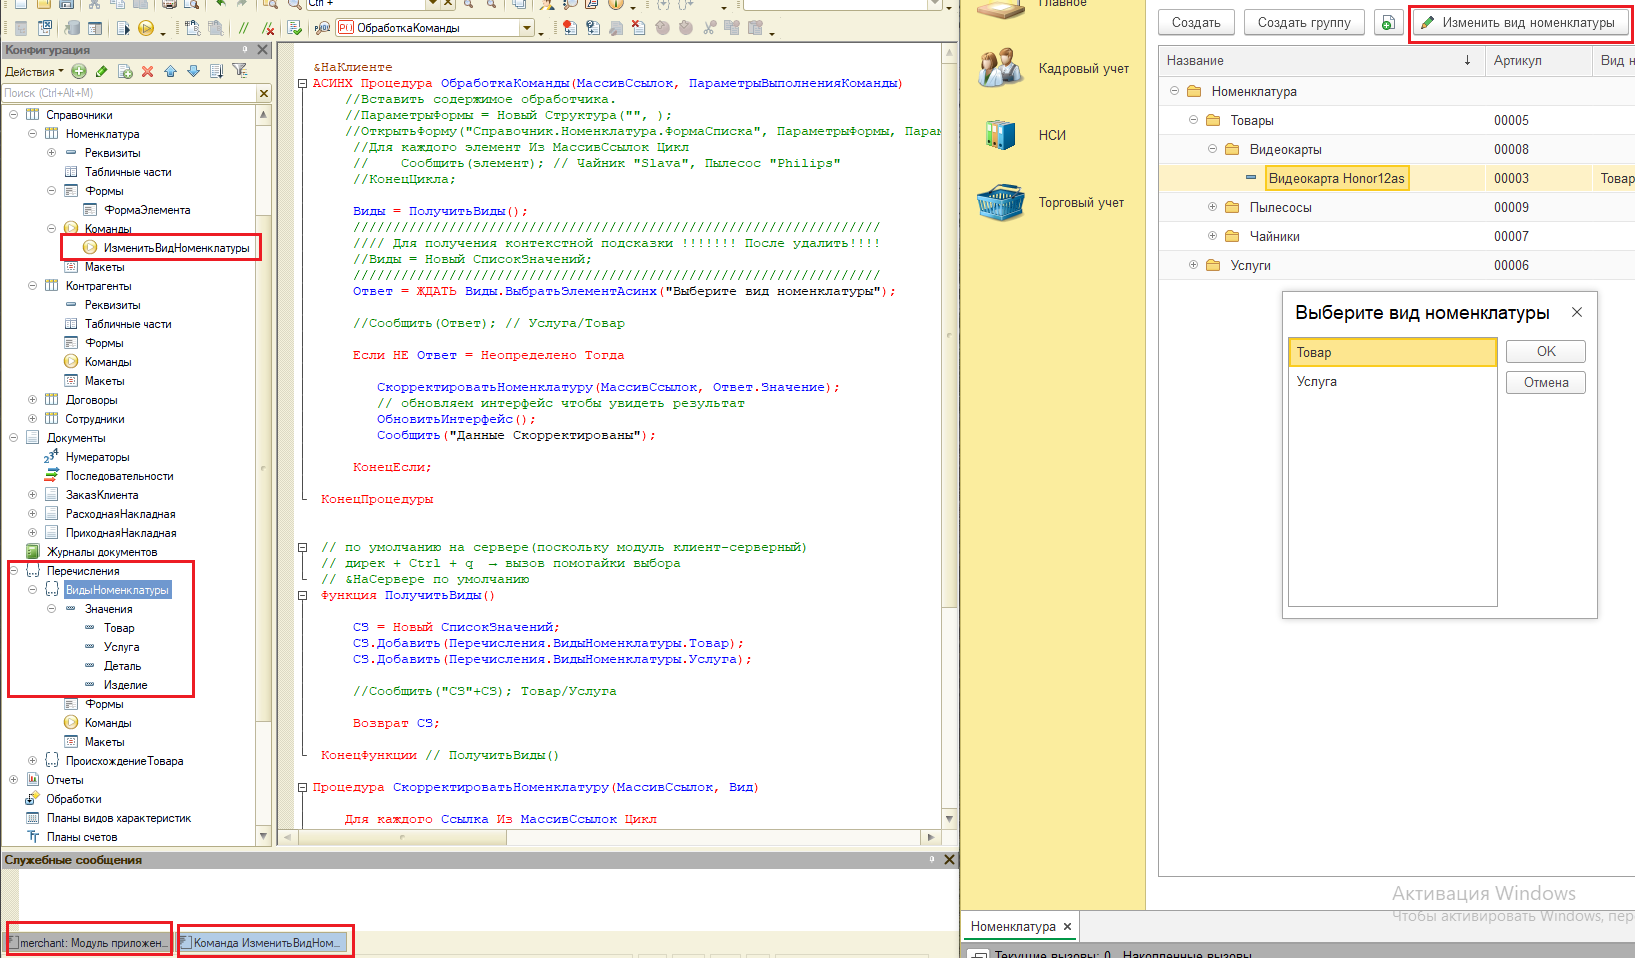 Ctrl +
ОбработкаКоманды
Конфигурация
Действия
Поиск (Ctrl+Alt+M)
Справочники
Номенклатура
Реквизиты
Табличные части
Формы
ФормаЭлемента
Команды
ИзменитьВидНоменклатуры
Макеты
Контрагенты
Реквизиты
Табличные части
Формы
Команды
Макеты
Договоры
Сотрудники
Документы
Нумераторы
Последовательности
ЗаказКлиента
РасходнаяНакладная
ПриходнаяНакладная
Журналы документов
Перечисления
ВидыНоменклатуры
Значения
Товар
Услуга
Деталь
Изделие
Формы
Команды
Макеты
ПроисхождениеТовара
Отчеты
Обработки
Планы видов характеристик
Планы счетов
&НаКлиенте
АСИНХ Процедура ОбработкаКоманды(МассивСсылок, ПараметрыВыполненияКоманды)
//Вставить содержимое обработчика.
//ПараметрыФормы = Новый Структура("", );
//ОткрытьФорму("Справочник.Номенклатура.ФормаСписка", ПараметрыФормы, Парам
//Для каждого элемент Из МассивСсылок Цикл
// Сообщить(элемент); // Чайник "Slava", Пылесос "Philips"
//КонецЦикла;
Виды = ПолучитьВиды();
//////////////////////////////////////////////////////////////////
//// Для получения контекстной подсказки !!!!!!! После удалить!!!!
//Виды = Новый СписокЗначений;
//////////////////////////////////////////////////////////////////
Ответ = ЖДАТЬ Виды.ВыбратьЭлементАсинх("Выберите вид номенклатуры");
//Сообщить(Ответ); // Услуга/Товар
Если НЕ Ответ = Неопределено Тогда
СкорректироватьНоменклатуру(МассивСсылок, Ответ.Значение);
// обновляем интерфейс чтобы увидеть результат
ОбновитьИнтерфейс();
Сообщить("Данные Скорректированы");
КонецЕсли;
КонецПроцедуры
// по умолчанию на сервере(поскольку модуль клиент-серверный)
// дирек + Ctrl + q → вызов помогайки выбора
// &НаСервере по умолчанию
Функция ПолучитьВиды()
СЗ = Новый СписокЗначений;
СЗ.Добавить(Перечисления.ВидыНоменклатуры.Товар);
СЗ.Добавить(Перечисления.ВидыНоменклатуры.Услуга);
//Сообщить("СЗ"+СЗ); Товар/Услуга
Возврат СЗ;
КонецФункции // ПолучитьВиды()
Процедура СкорректироватьНоменклатуру(МассивСсылок, Вид)
Для каждого Ссылка Из МассивСсылок Цикл
Служебные сообщения
merchant: Модуль приложен...
Команда ИзменитьВидНом...
Главное
Кадровый учет
НСИ
Торговый учет
Создать
Создать группу
Изменить вид номенклатуры
Название ↓ Артикул Вид н
Номенклатура
Товары 00005
Видеокарты 00008
Видеокарта Honor12as 00003 Товар
Пылесосы 00009
Чайники 00007
Услуги 00006
Выберите вид номенклатуры
Товар
Услуга
OK
Отмена
Активация Windows
Чтобы активировать Windows, пер
Номенклатура
Текущие вызовы: 0 Накопленные вызовы